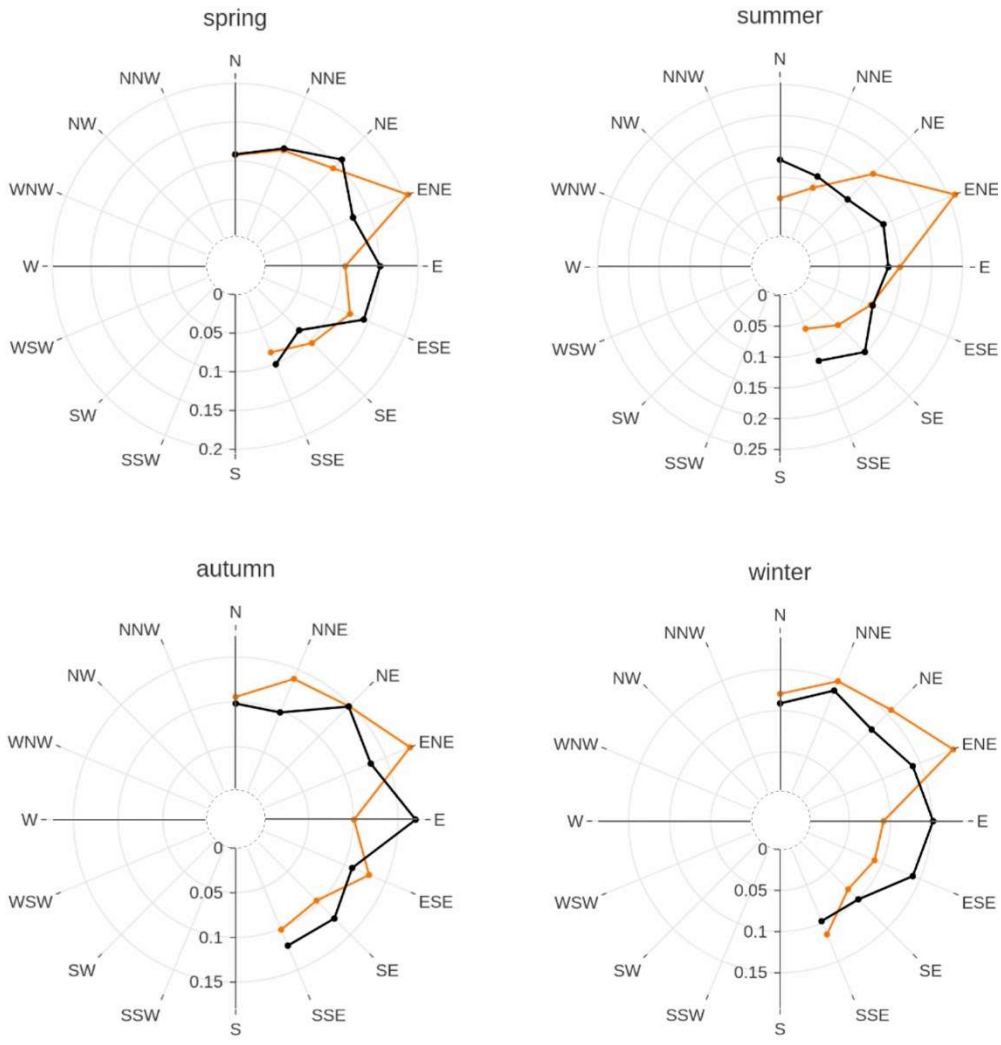 spring
N
NNW
NNE
NW
NE
WNW
ENE
W
E
0
WSW
0.05
ESE
0.1
SW
0.15
SE
SSW
0.2
SSE
S
summer
N
NNW
NNE
NW
NE
WNW
ENE
W
E
0
WSW
0.05
ESE
0.1
0.15
SW
SE
0.2
SSW
0.25
SSE
S
autumn
N
NNW
NNE
NW
NE
WNW
ENE
W
E
0
WSW
0.05
ESE
0.1
SW
SE
0.15
SSW
SSE
S
winter
N
NNW
NNE
NW
NE
WNW
ENE
W
E
0
WSW
0.05
ESE
0.1
SW
SE
0.15
SSW
SSE
S